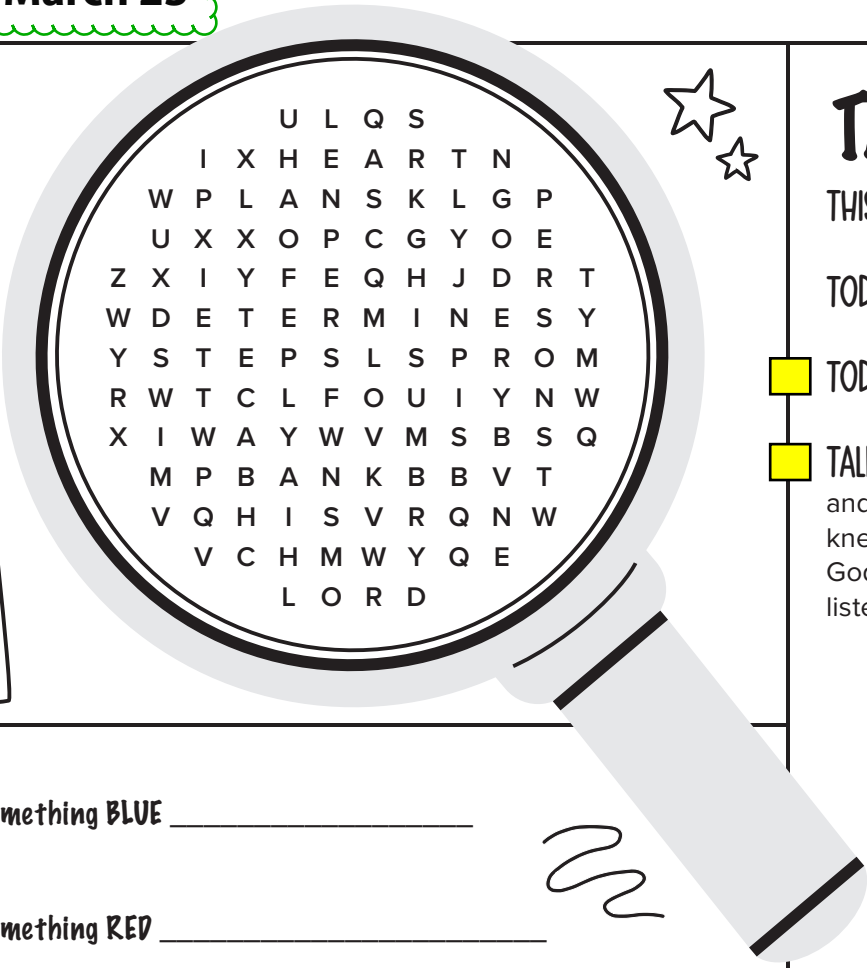 March 25
U L Q S
I X H E A R T N
W P L A N S K L G P
U X X O P C G Y O E
Z X I Y F E Q H J D R T
W D E T E R M I N E S Y
Y S T E P S L S P R O M
R W T C L F O U I Y N W
X I W A Y W V M S B S Q
M P B A N K B B V T
V Q H I S V R Q N W
V C H M W Y Q E
L O R D
mething BLUE
mething RED
THIS
TOD
TOD
TAL
and
kne
God
liste